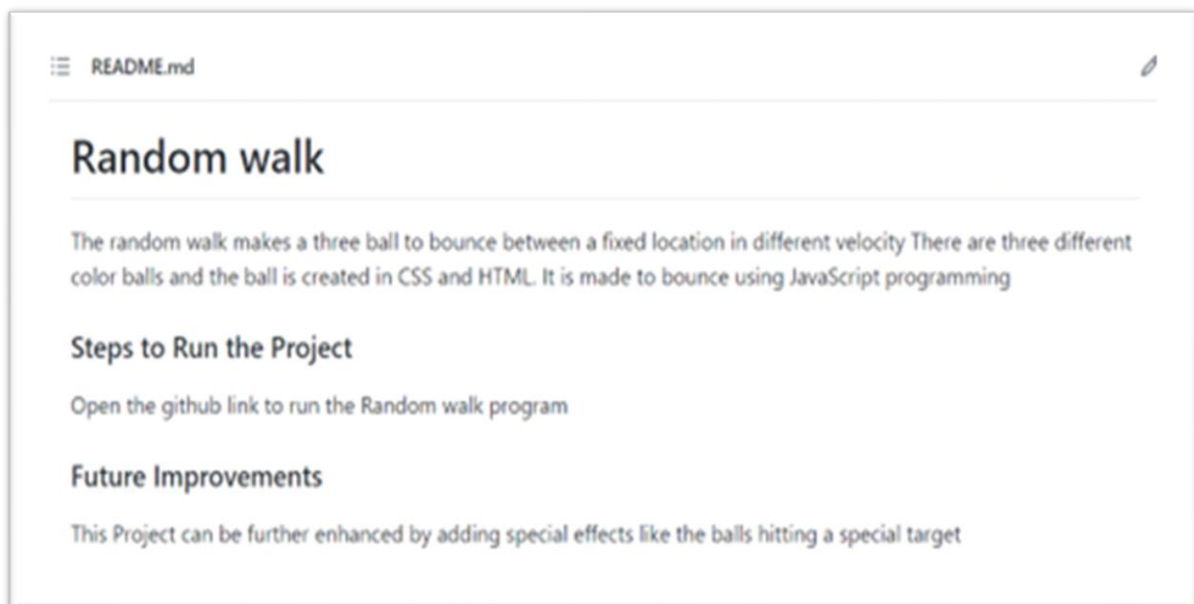 README.md
Random walk
The random walk makes a three ball to bounce between a fixed location in different velocity There are three different
color balls and the ball is created in CSS and HTML. It is made to bounce using JavaScript programming
Steps to Run the Project
Open the github link to run the Random walk program
Future Improvements
This Project can be further enhanced by adding special effects like the balls hitting a special target